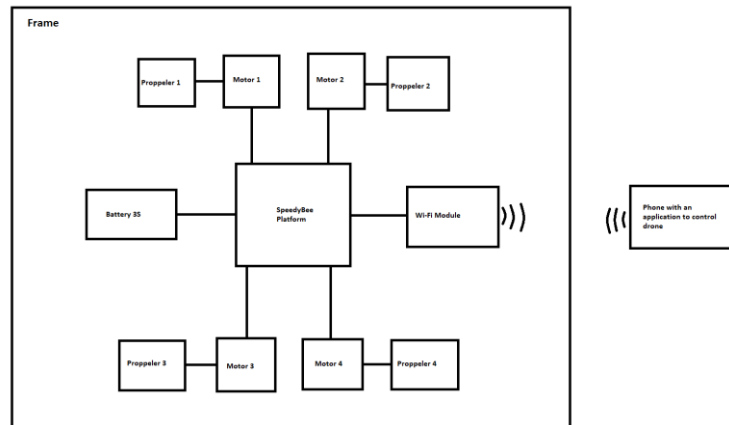 Frame
Proppeler 1
Motor 1
Motor 2
Proppeler 2
Battery 3S
SpeedyBee
Platform
Wi-Fi Module
Phone with an
application to control
drone
Proppeler 3
Motor 3
Motor 4
Proppeler 4